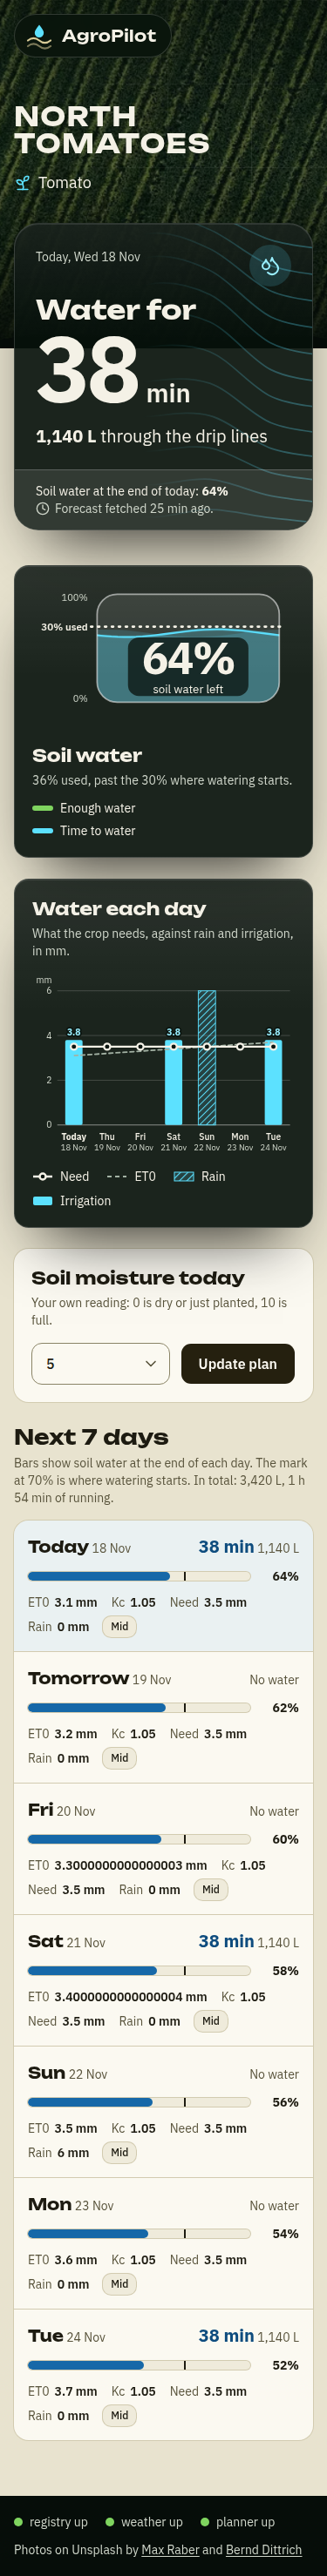 AgroPilot
NORTH
TOMATOES
Tomato
Today, Wed 18 Nov
Water for
38 min
1,140 L through the drip lines
Soil water at the end of today: 64%
Forecast fetched 25 min ago.
100%
30% used
64%
soil water left
0%
Soil water
36% used, past the 30% where watering starts.
Enough water
Time to water
Water each day
What the crop needs, against rain and irrigation,
in mm.
mm
6
4
2
0
3.8 3.8 3.8
Today Thu Fri Sat Sun Mon Tue
18 Nov 19 Nov 20 Nov 21 Nov 22 Nov 23 Nov 24 Nov
Need ET0 Rain
Irrigation
Soil moisture today
Your own reading: 0 is dry or just planted, 10 is
full.
5 Update plan
Next 7 days
Bars show soil water at the end of each day. The mark
at 70% is where watering starts. In total: 3,420 L, 1 h
54 min of running.
Today 18 Nov 38 min 1,140 L
64%
ET0 3.1 mm Kc 1.05 Need 3.5 mm
Rain 0 mm Mid
Tomorrow 19 Nov No water
62%
ET0 3.2 mm Kc 1.05 Need 3.5 mm
Rain 0 mm Mid
Fri 20 Nov No water
60%
ET0 3.3000000000000003 mm Kc 1.05
Need 3.5 mm Rain 0 mm Mid
Sat 21 Nov 38 min 1,140 L
58%
ET0 3.4000000000000004 mm Kc 1.05
Need 3.5 mm Rain 0 mm Mid
Sun 22 Nov No water
56%
ET0 3.5 mm Kc 1.05 Need 3.5 mm
Rain 6 mm Mid
Mon 23 Nov No water
54%
ET0 3.6 mm Kc 1.05 Need 3.5 mm
Rain 0 mm Mid
Tue 24 Nov 38 min 1,140 L
52%
ET0 3.7 mm Kc 1.05 Need 3.5 mm
Rain 0 mm Mid
registry up weather up planner up
Photos on Unsplash by Max Raber and Bernd Dittrich